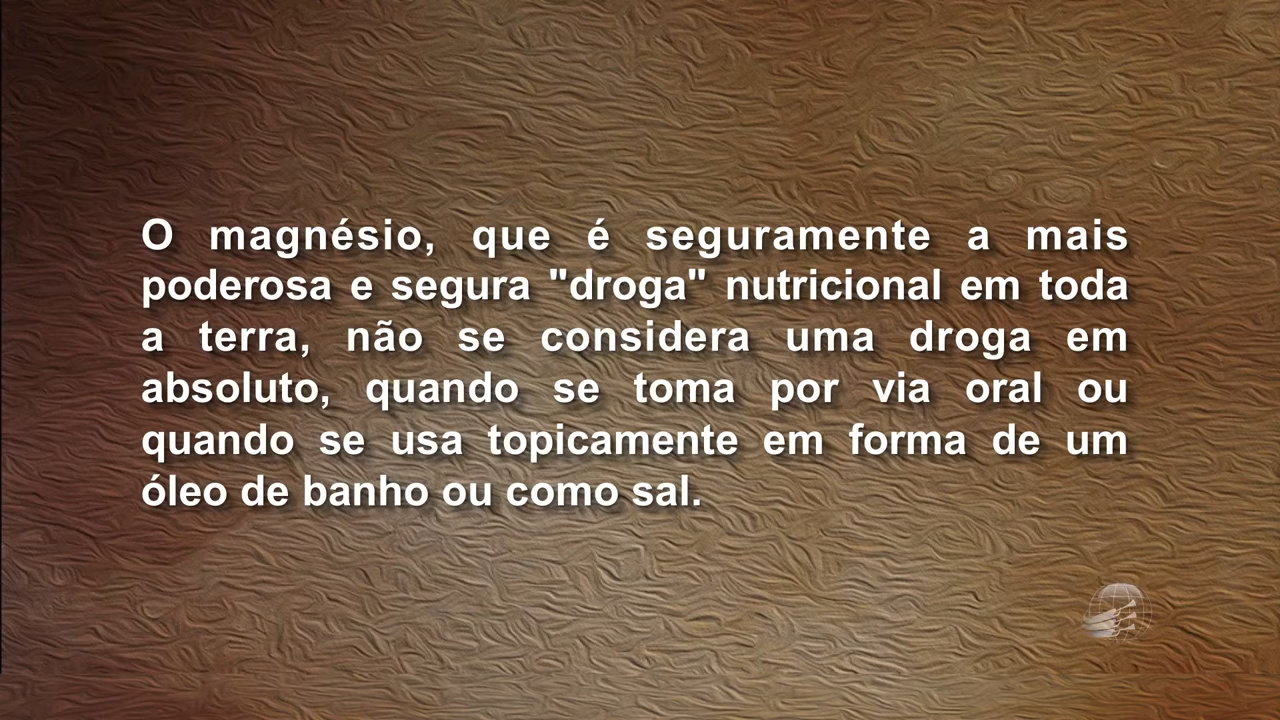 O magnésio, que é seguramente a mais
poderosa e segura "droga" nutricional em toda
a terra, não se considera uma droga em
absoluto, quando se toma por via oral ou
quando se usa topicamente em forma de um
óleo de banho ou como sal.